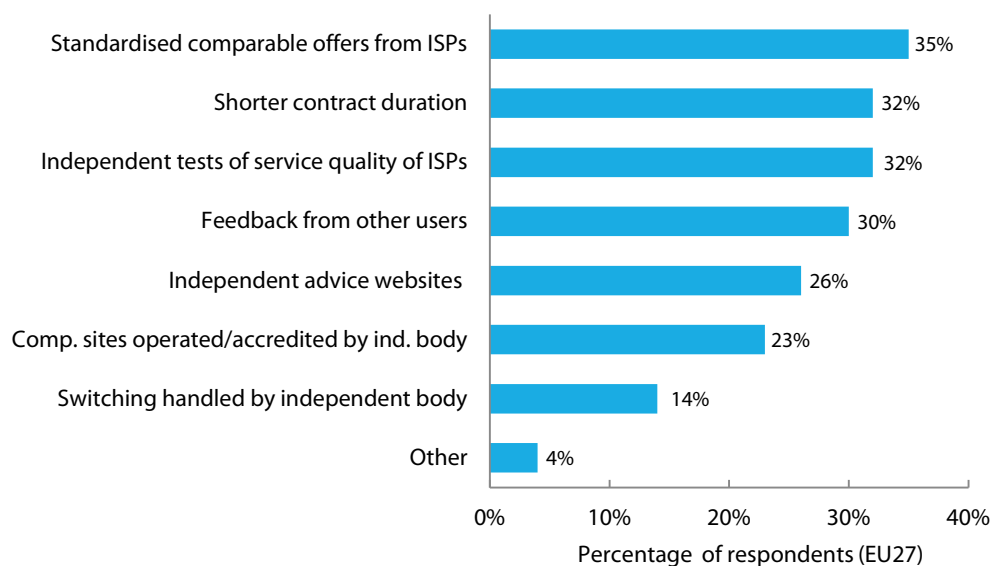 Standardised comparable offers from ISPs 35%
Shorter contract duration 32%
Independent tests of service quality of ISPs 32%
Feedback from other users 30%
Independent advice websites 26%
Comp. sites operated/accredited by ind. body 23%
Switching handled by independent body 14%
Other 4%
0% 10% 20% 30% 40%
Percentage of respondents (EU27)